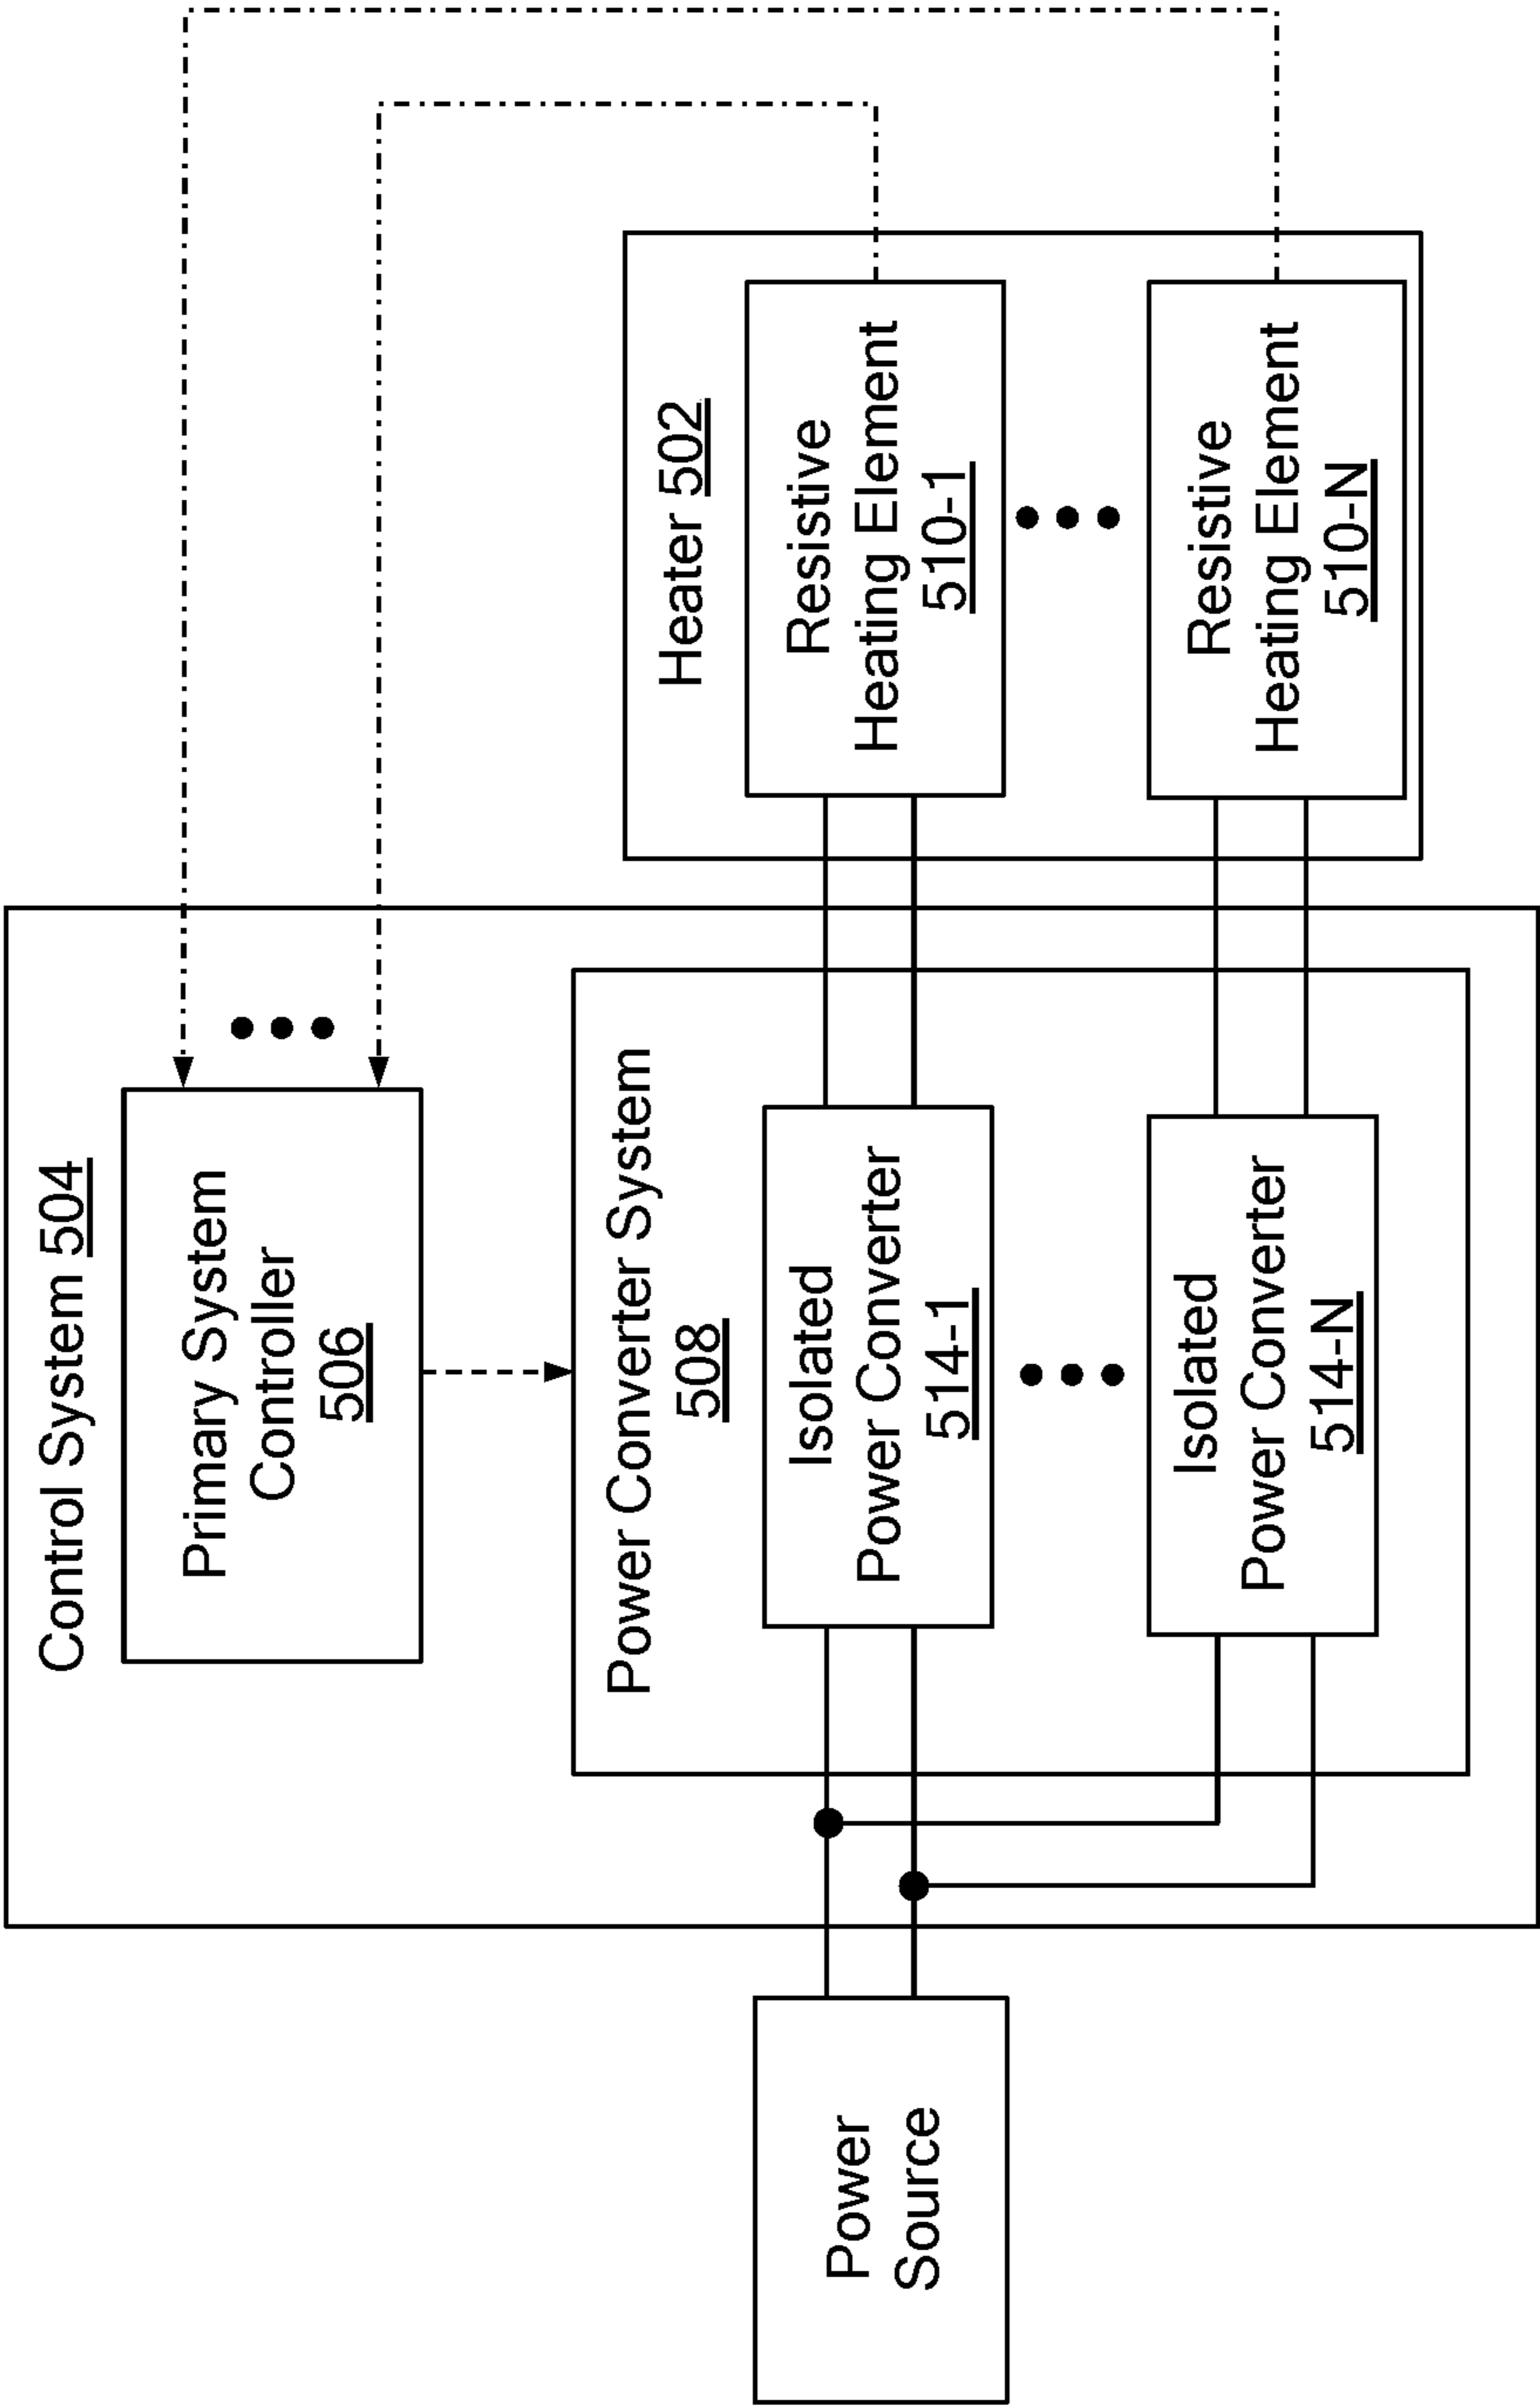 Control System 504
Primary System
Controller
506
Power Converter System
508
Isolated
Power Converter
514-1
Isolated
Power Converter
514-N
Power
Source
Heater 502
Resistive
Heating Element
510-1
Resistive
Heating Element
510-N